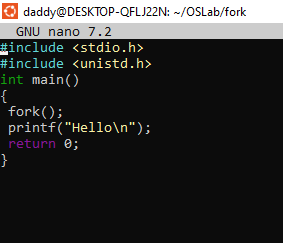 daddy@DESKTOP-QFLJ22N: ~/OSLab/fork
GNU nano 7.2
#include <stdio.h>
#include <unistd.h>
int main()
{
 fork();
 printf("Hello\n");
 return 0;
}